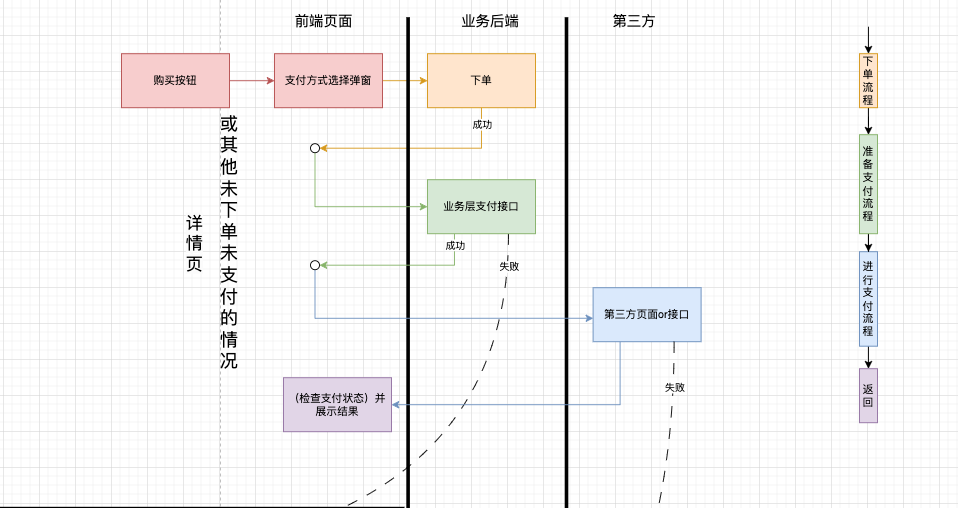 前端页面
业务后端
第三方
购买按钮
支付方式选择弹窗
下单
成功
业务层支付接口
成功
失败
第三方页面or接口
失败
（检查支付状态）并
展示结果
详情页
或其他未下单未支付的情况
下单流程
准备支付流程
进行支付流程
返回